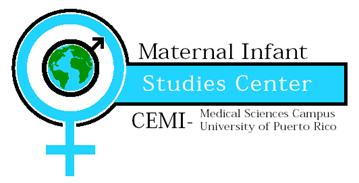 Maternal Infant
Studies Center
CEMI-
Medical Sciences Campus
University of Puerto Rico